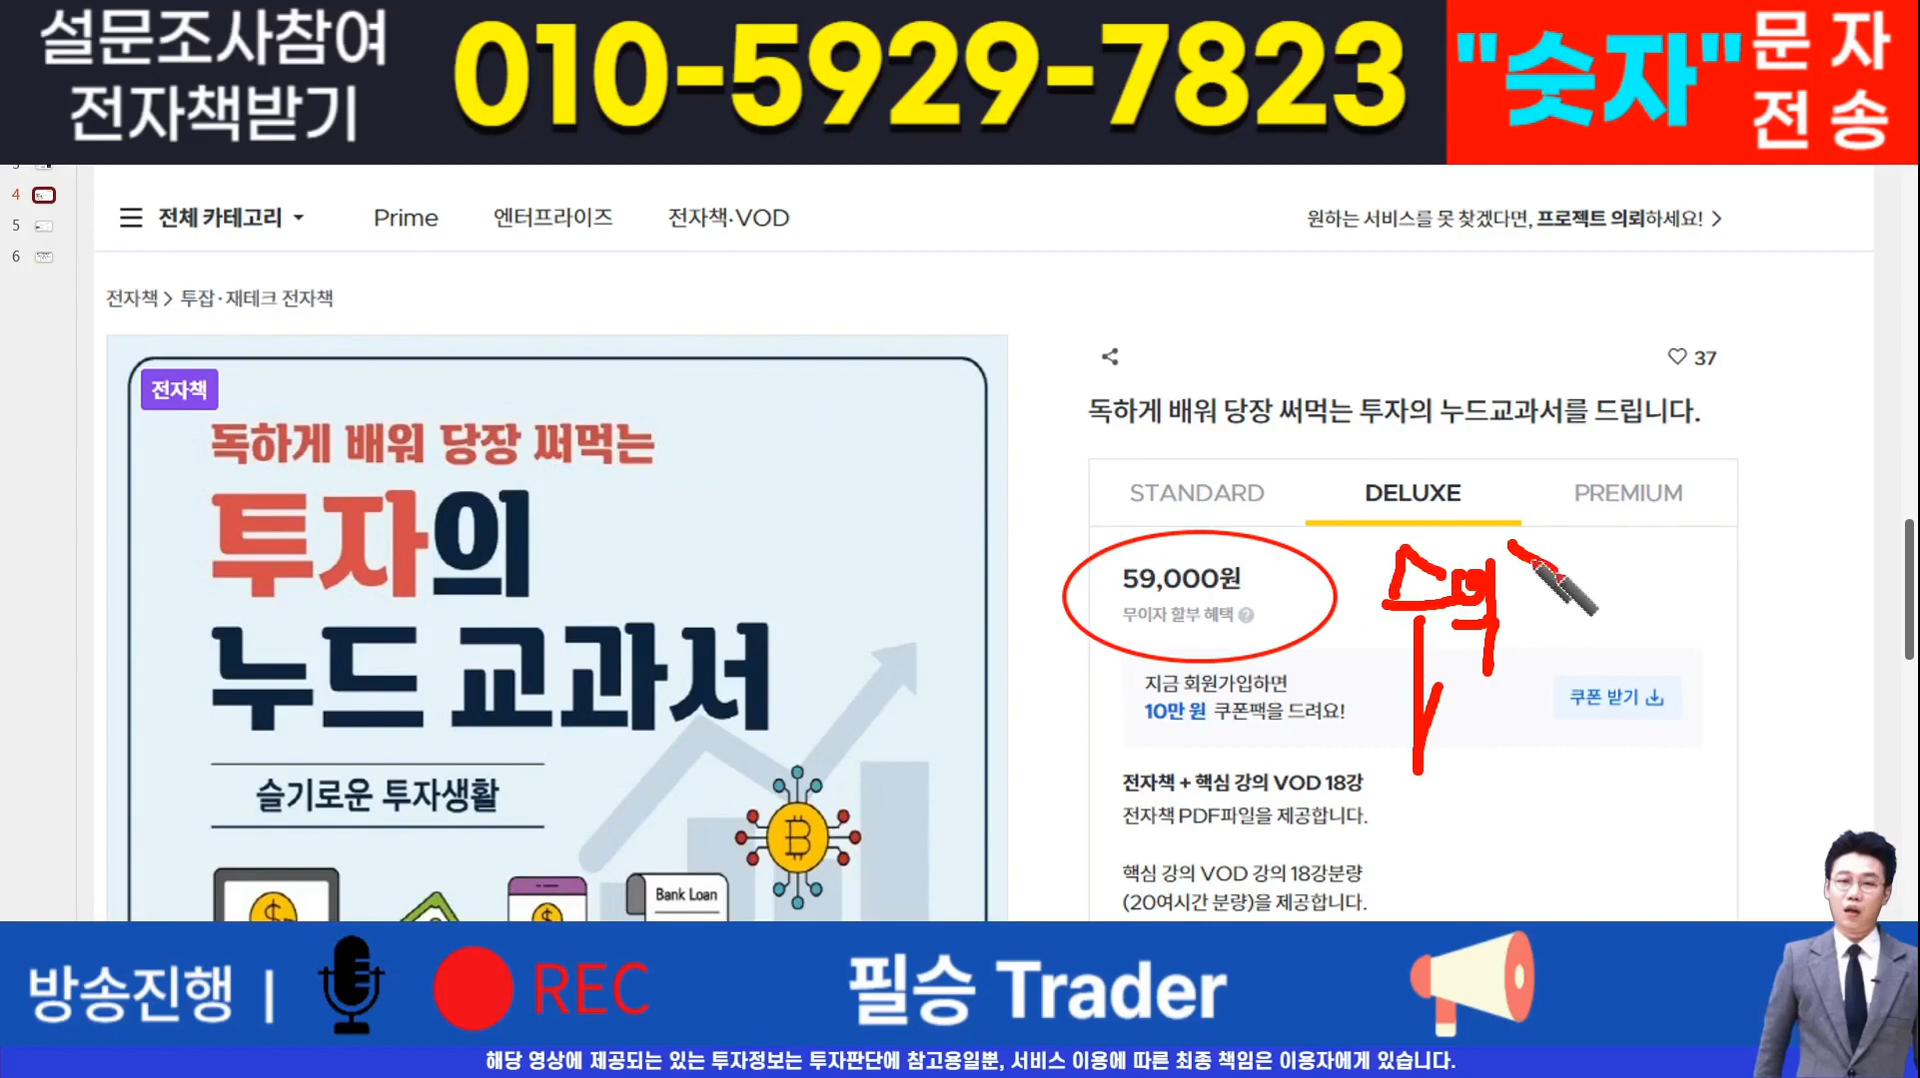 설문조사참여
전자책받기
010-5929-7823
"숫자"
문자
전송
4
5
6
전체 카테고리
Prime
엔터프라이즈
전자책·VOD
원하는 서비스를 못 찾겠다면, 프로젝트 의뢰하세요!
전자책 > 투잡·재테크 전자책
전자책
독하게 배워 당장 써먹는
투자의
누드 교과서
슬기로운 투자생활
Bank Loan
37
독하게 배워 당장 써먹는 투자의 누드교과서를 드립니다.
STANDARD
DELUXE
PREMIUM
59,000원
무이자 할부 혜택
지금 회원가입하면
10만 원 쿠폰팩을 드려요!
쿠폰 받기
전자책 + 핵심 강의 VOD 18강
전자책 PDF파일을 제공합니다.
핵심 강의 VOD 강의 18강분량
(20여시간 분량)을 제공합니다.
방송진행 |
REC
필승 Trader
해당 영상에 제공되는 있는 투자정보는 투자판단에 참고용일뿐, 서비스 이용에 따른 최종 책임은 이용자에게 있습니다.